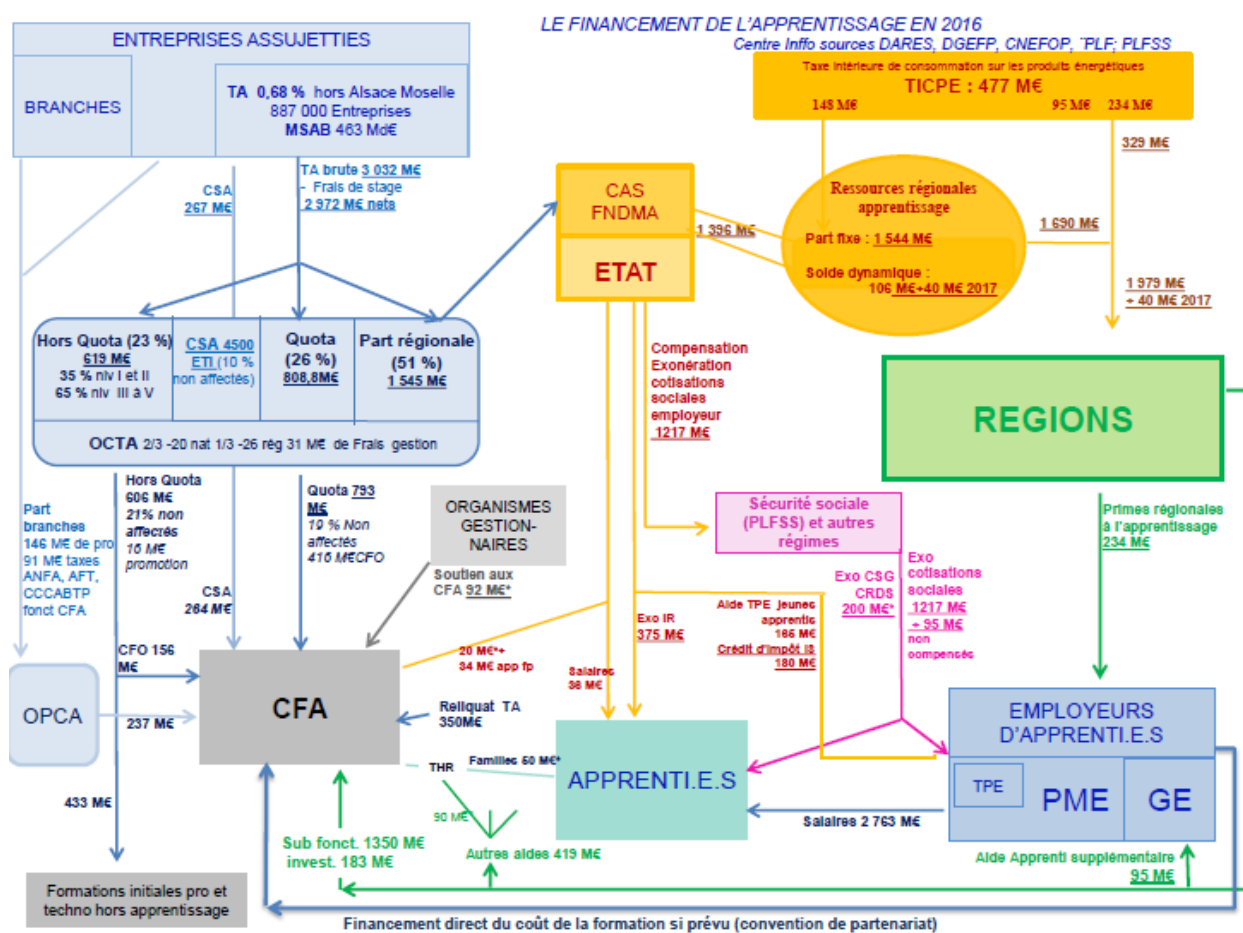 LE FINANCEMENT DE L'APPRENTISSAGE EN 2016
Centre Inffo sources DARES, DGEFP, CNEFOP, ¨PLF; PLFSS
ENTREPRISES ASSUJETTIES
BRANCHES
TA 0,68 % hors Alsace Moselle
887 000 Entreprises
MSAB 463 Md€
Taxe intérieure de consommation sur les produits énergétiques
TICPE : 477 M€
148 M€ 95 M€ 234 M€
329 M€
CSA
267 M€
TA brute 3 032 M€
- Frais de stage
2 972 M€ nets
CAS
FNDMA
ETAT
1 396 M€
Ressources régionales
apprentissage
Part fixe : 1 544 M€
Solde dynamique :
106 M€+40 M€ 2017
1 690 M€
1 979 M€
+ 40 M€ 2017
Hors Quota (23 %)
619 M€
35 % niv I et II
65 % niv III à V
CSA 4500
ETI (10 %
non affectés)
Quota
(26 %)
808,8M€
Part régionale
(51 %)
1 545 M€
OCTA 2/3 -20 nat 1/3 -26 rég 31 M€ de Frais gestion
Compensation
Exonération
cotisations
sociales
employeur
1217 M€
REGIONS
Part
branches
146 M€ de pro
91 M€ taxes
ANFA, AFT,
CCCABTP
fonct CFA
Hors Quota
606 M€
21% non
affecrés
16 M€
promotion
CSA
264 M€
Quota 793
M€
19 % Non
affectés
416 M€CFO
ORGANISMES
GESTION-
NAIRES
Soutien aux
CFA 92 M€*
Sécurité sociale
(PLFSS) et autres
régimes
Primes régionales
à l'apprentissage
234 M€
Exo CSG
CRDS
200 M€*
Exo
cotisations
sociales
1217 M€
+ 95 M€
non
compensés
Exo IR
375 M€
Aide TPE jeunes
apprentis
165 M€
Crédit d'impôt IS
180 M€
CFO 156
M€
20 M€*+
34 M€ app fp
Salaires
38 M€
OPCA
237 M€
CFA
Reliquat TA
350M€
THR
Familles 50 M€*
APPRENTI.E.S
EMPLOYEURS
D'APPRENTI.E.S
TPE
PME
GE
433 M€
90 M€
Salaires 2 763 M€
Sub fonct. 1350 M€
invest. 183 M€
Autres aides 419 M€
Aide Apprenti supplémentaire
95 M€
Formations initiales pro et
techno hors apprentissage
Financement direct du coût de la formation si prévu (convention de partenariat)